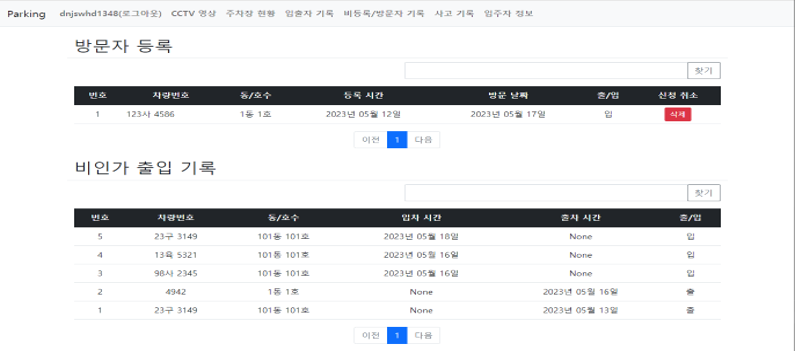 Parking dnjswhd1348(로그아웃) CCTV 영상 주차장 현황 입출차 기록 비등록/방문자 기록 사고 기록 입주자 정보
방문자 등록
찾기
번호 차량번호 동/호수 등록 시간 방문 날짜 출/입 신청 취소
1 123사 4586 1동 1호 2023년 05월 12일 2023년 05월 17일 입 삭제
이전 1 다음
비인가 출입 기록
찾기
번호 차량번호 동/호수 입차 시간 출차 시간 출/입
5 23구 3149 101동 101호 2023년 05월 18일 None 입
4 13육 5321 101동 101호 2023년 05월 16일 None 입
3 98사 2345 101동 101호 2023년 05월 16일 None 입
2 4942 1동 1호 None 2023년 05월 16일 출
1 23구 3149 101동 101호 None 2023년 05월 13일 출
이전 1 다음